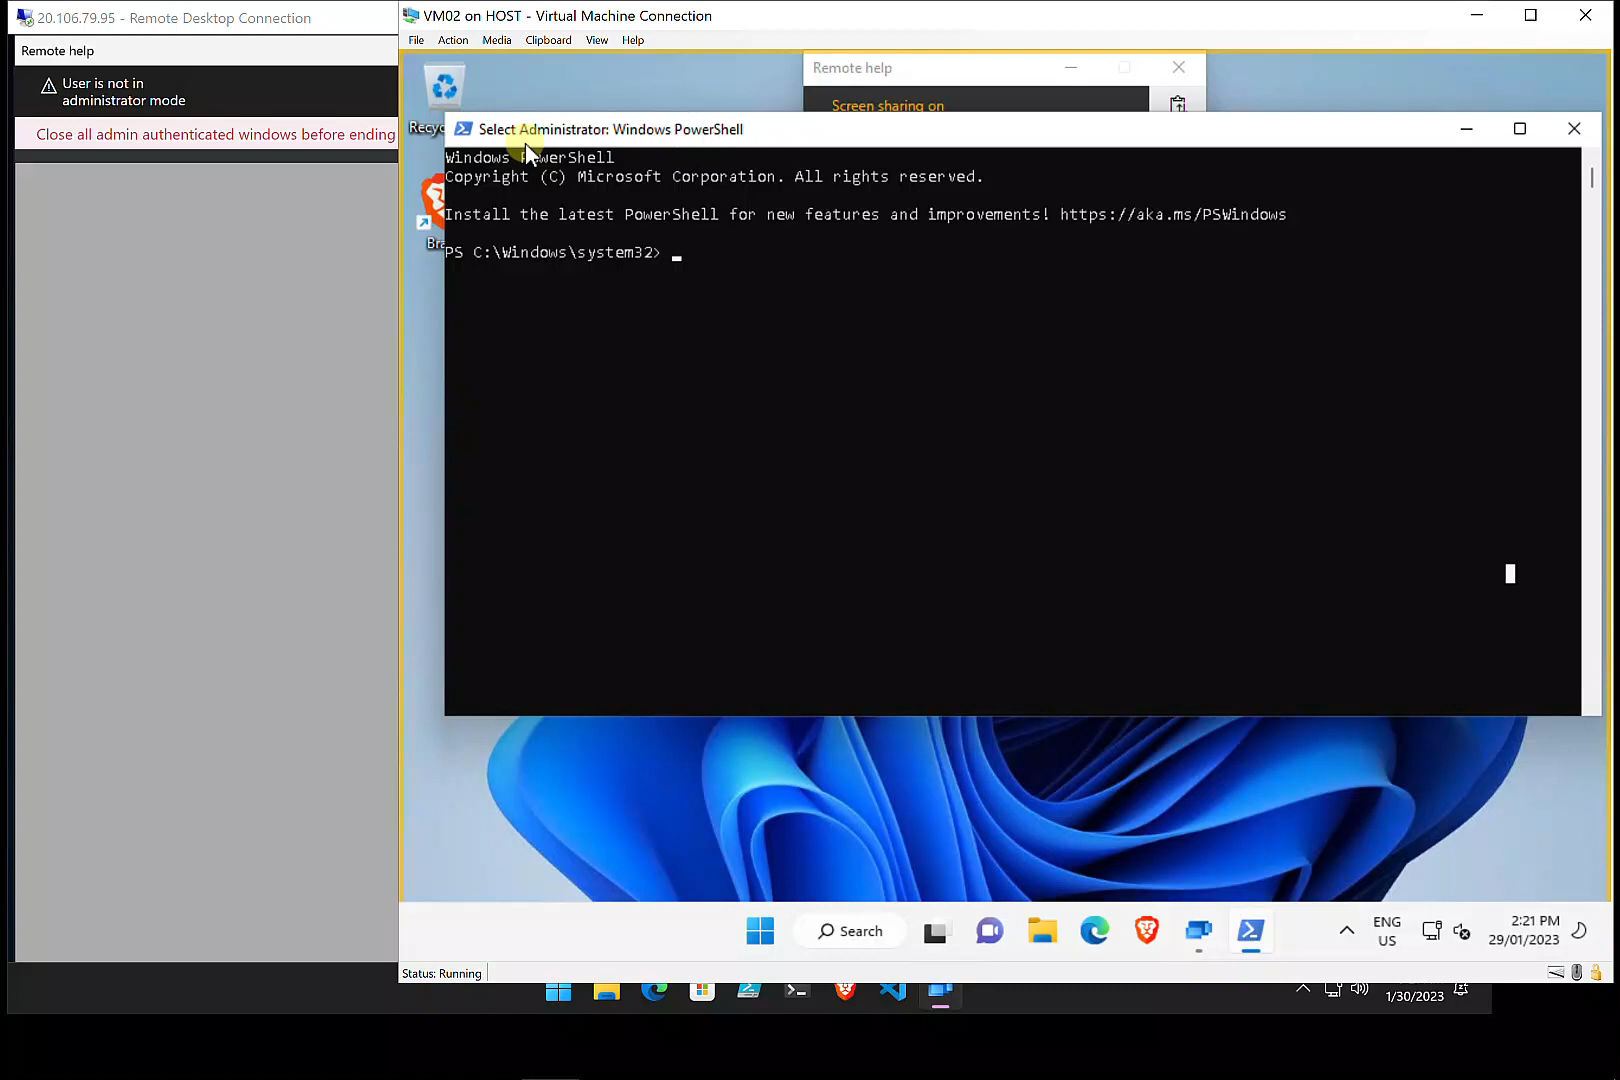 20.106.79.95 - Remote Desktop Connection
Remote help
User is not in
administrator mode
Close all admin authenticated windows before ending
VM02 on HOST - Virtual Machine Connection
File Action Media Clipboard View Help
Remote help
Screen sharing on
Recyc
Bra
Select Administrator: Windows PowerShell
Windows PowerShell
Copyright (C) Microsoft Corporation. All rights reserved.
Install the latest PowerShell for new features and improvements! https://aka.ms/PSWindows
PS C:\Windows\system32>
Search
ENG
US
2:21 PM
29/01/2023
Status: Running
1/30/2023